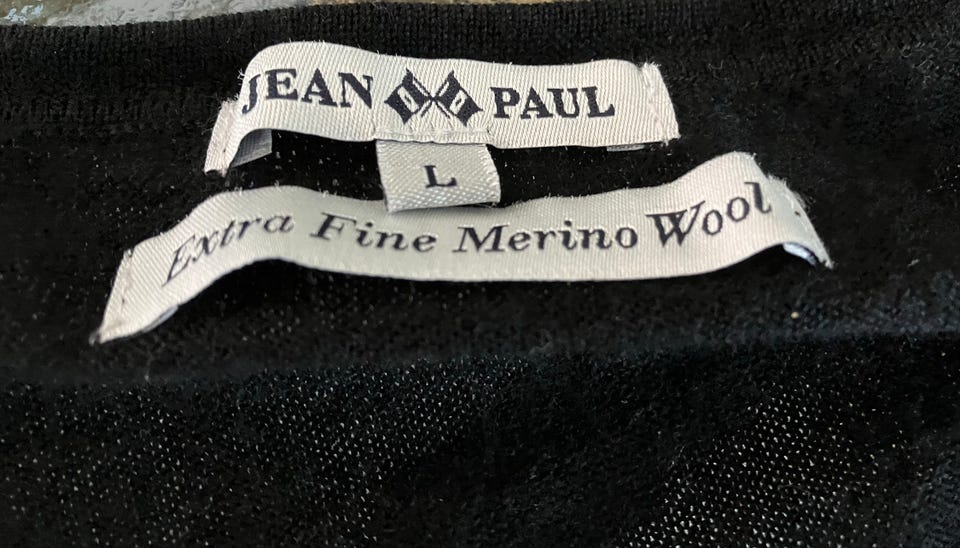 JEAN PAUL
L
Extra Fine Merino Wool